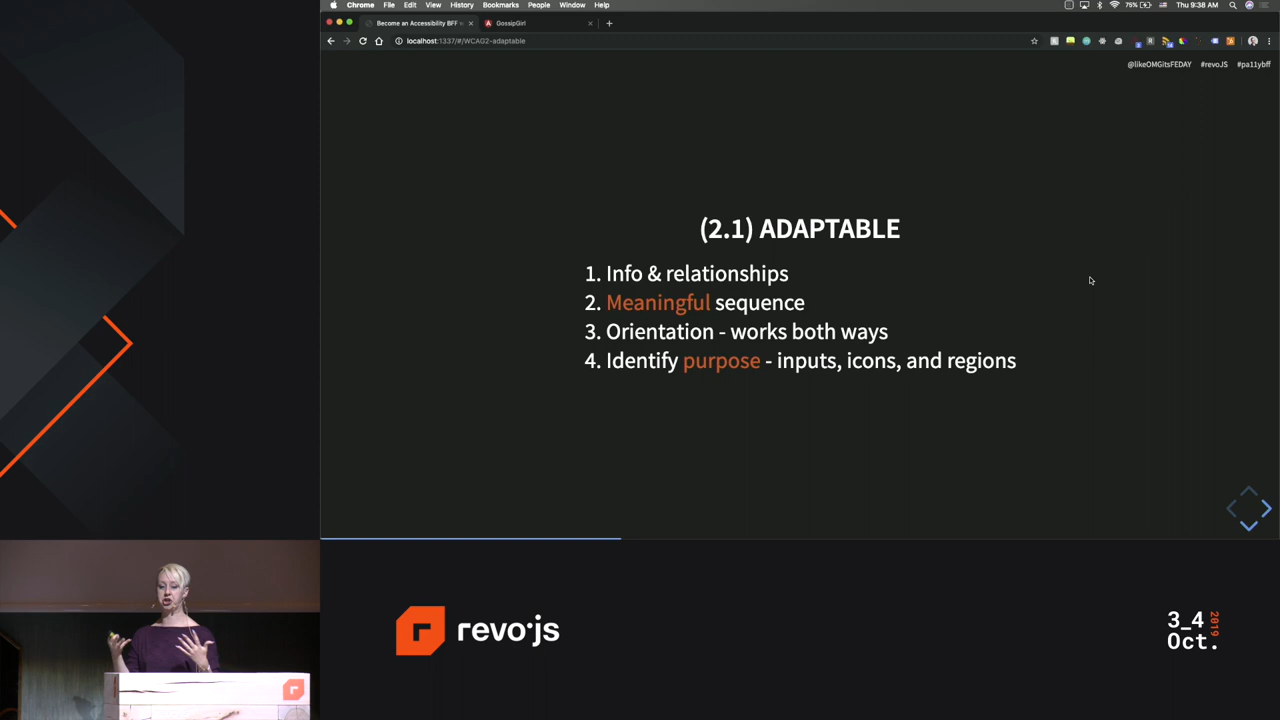 Chrome File Edit View History Bookmarks People Window Help
75% Thu 9:38 AM
Become an Accessibility BFF
GossipGirl
localhost:1337/#/WCAG2-adaptable
@likeOMGitsFEDAY #revoJS #pa11ybff
(2.1) ADAPTABLE
1. Info & relationships
2. Meaningful sequence
3. Orientation - works both ways
4. Identify purpose - inputs, icons, and regions
r revo.js
3_4 2019
Oct.
r